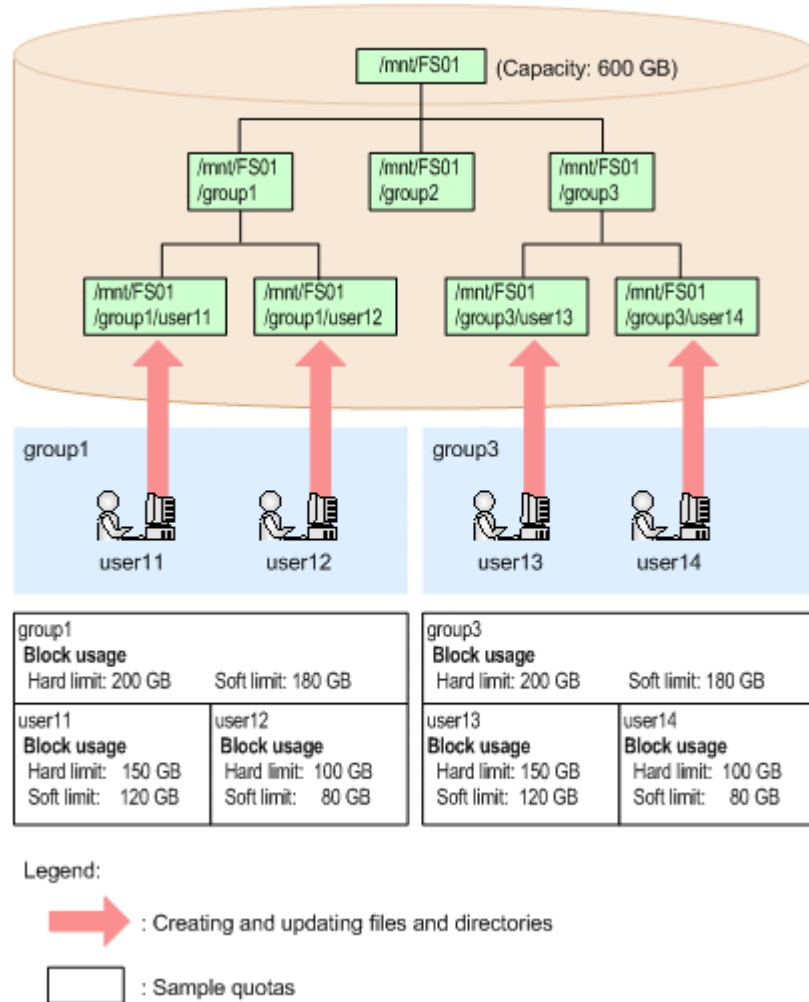 /mnt/FS01
(Capacity: 600 GB)
/mnt/FS01
/group1
/mnt/FS01
/group2
/mnt/FS01
/group3
/mnt/FS01
/group1/user11
/mnt/FS01
/group1/user12
/mnt/FS01
/group3/user13
/mnt/FS01
/group3/user14
group1
user11
user12
group3
user13
user14
group1
Block usage
Hard limit: 200 GB Soft limit: 180 GB
user11
Block usage
Hard limit: 150 GB
Soft limit: 120 GB
user12
Block usage
Hard limit: 100 GB
Soft limit: 80 GB
group3
Block usage
Hard limit: 200 GB Soft limit: 180 GB
user13
Block usage
Hard limit: 150 GB
Soft limit: 120 GB
user14
Block usage
Hard limit: 100 GB
Soft limit: 80 GB
Legend:
: Creating and updating files and directories
: Sample quotas